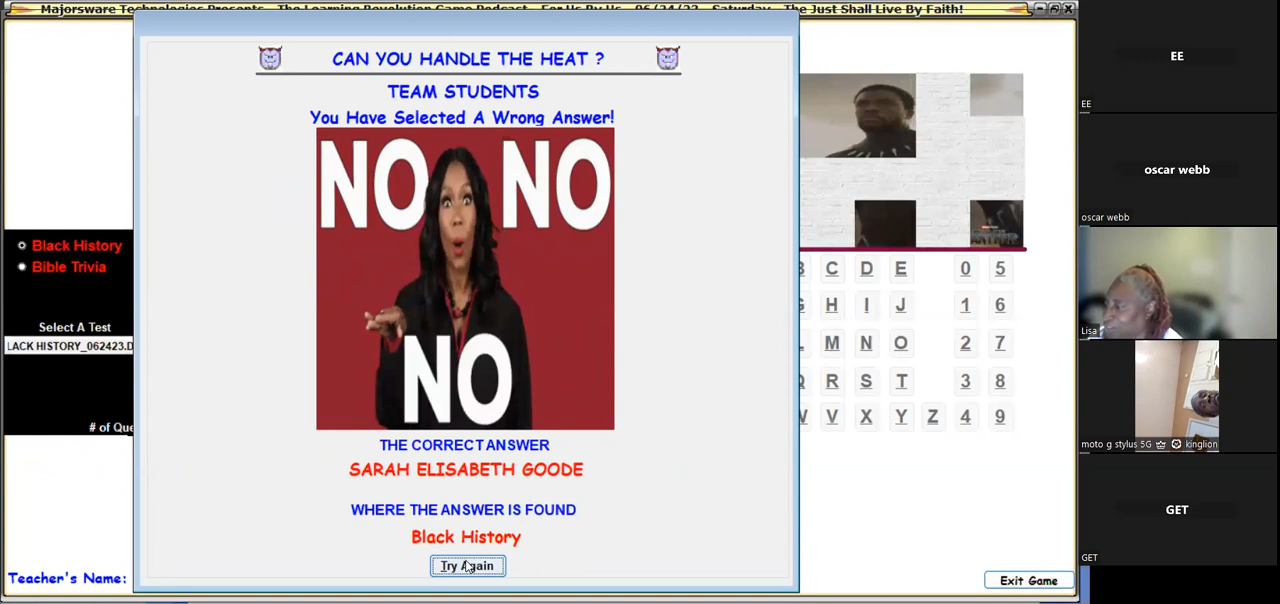 Majorsware Technologies Presents - The Learning Revolution Game Podcast - For Us By Us - 06/24/23 - Saturday - The Just Shall Live By Faith!
CAN YOU HANDLE THE HEAT ?
TEAM STUDENTS
You Have Selected A Wrong Answer!
NO NO
NO
THE CORRECT ANSWER
SARAH ELISABETH GOODE
WHERE THE ANSWER IS FOUND
Black History
Try Again
Black History
Bible Trivia
Select A Test
LACK HISTORY_062423.D
# of Que
Teacher's Name:
C D E 0 5
H I J 1 6
M N O 2 7
R S T 3 8
V X Y Z 4 9
Exit Game
EE
EE
oscar webb
oscar webb
Lisa
moto g stylus 5G kinglion
GET
GET